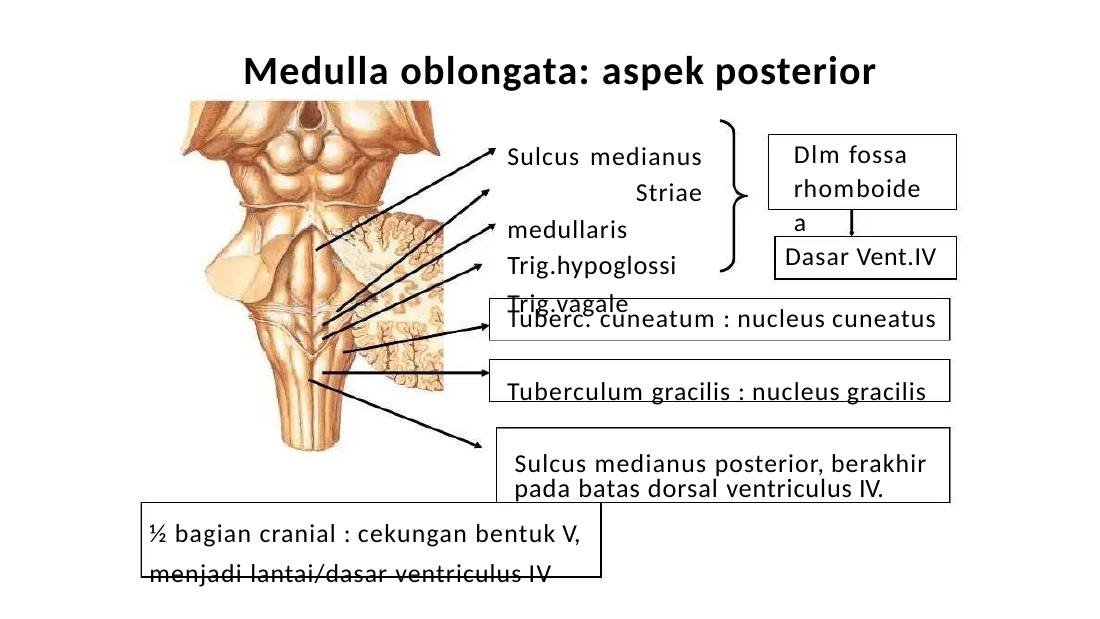 Medulla oblongata: aspek posterior
Sulcus medianus
Striae
medullaris
Trig.hypoglossi
Trig.vagale
Dlm fossa
rhomboide
a
Dasar Vent.IV
Tuberc. cuneatum : nucleus cuneatus
Tuberculum gracilis : nucleus gracilis
Sulcus medianus posterior, berakhir
pada batas dorsal ventriculus IV.
½ bagian cranial : cekungan bentuk V,
menjadi lantai/dasar ventriculus IV